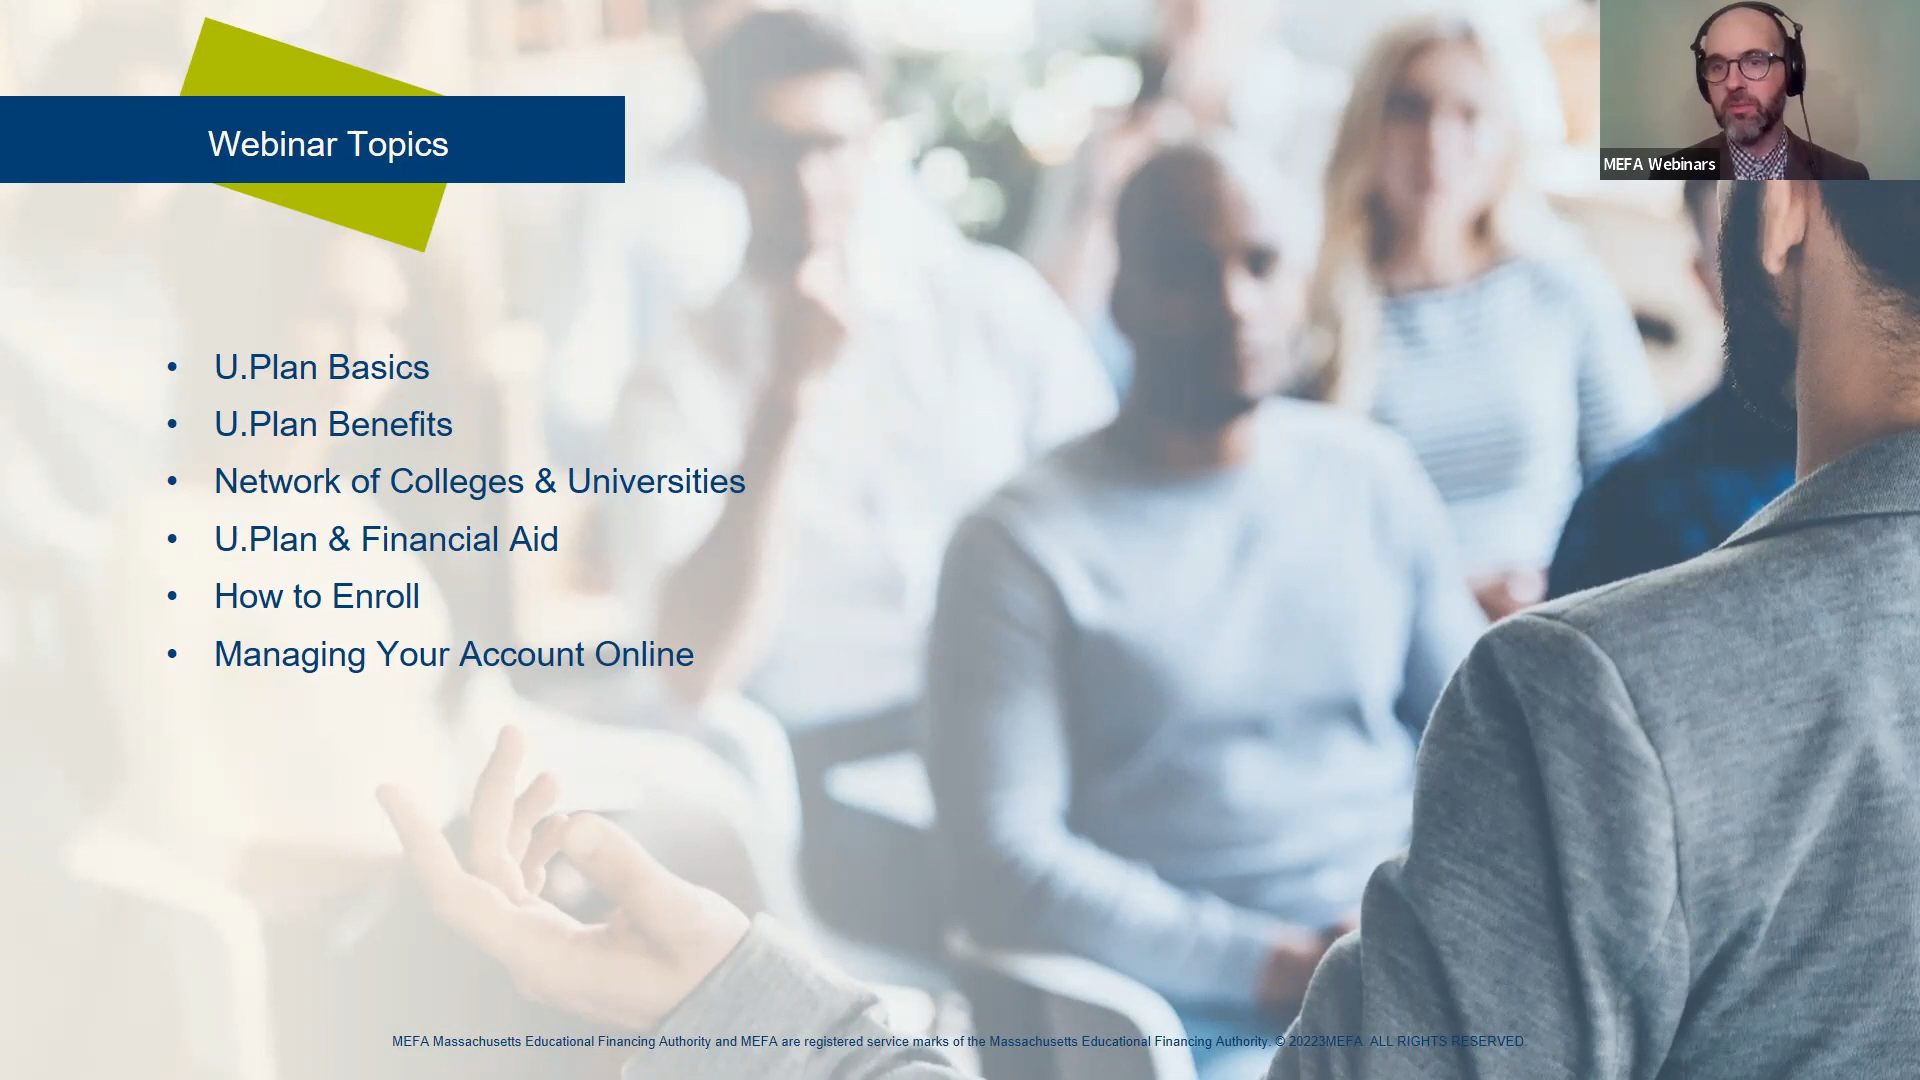 Webinar Topics
MEFA Webinars
• U.Plan Basics
• U.Plan Benefits
• Network of Colleges & Universities
• U.Plan & Financial Aid
• How to Enroll
• Managing Your Account Online
MEFA Massachusetts Educational Financing Authority and MEFA are registered service marks of the Massachusetts Educational Financing Authority. © 20223MEFA. ALL RIGHTS RESERVED.